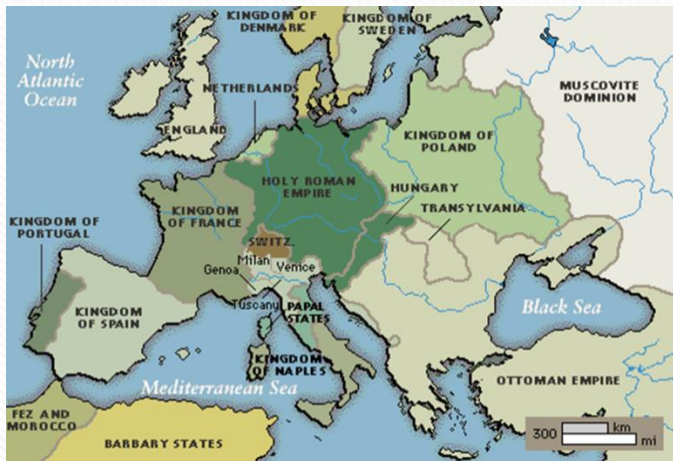 KINGDOM OF
DENMARK
KINGDOM OF
SWEDEN
North
Atlantic
Ocean
NETHERLANDS
MUSCOVITE
DOMINION
ENGLAND
KINGDOM OF
POLAND
HOLY ROMAN
EMPIRE
HUNGARY
TRANSYLVANIA
KINGDOM OF
PORTUGAL
KINGDOM
OF FRANCE
SWITZ.
Milan
Genoa
Venice
Tuscany
PAPAL
STATES
KINGDOM
OF SPAIN
Black Sea
KINGDOM
OF NAPLES
Mediterranean Sea
OTTOMAN EMPIRE
FEZ AND
MOROCCO
BARBARY STATES
300 km
mi